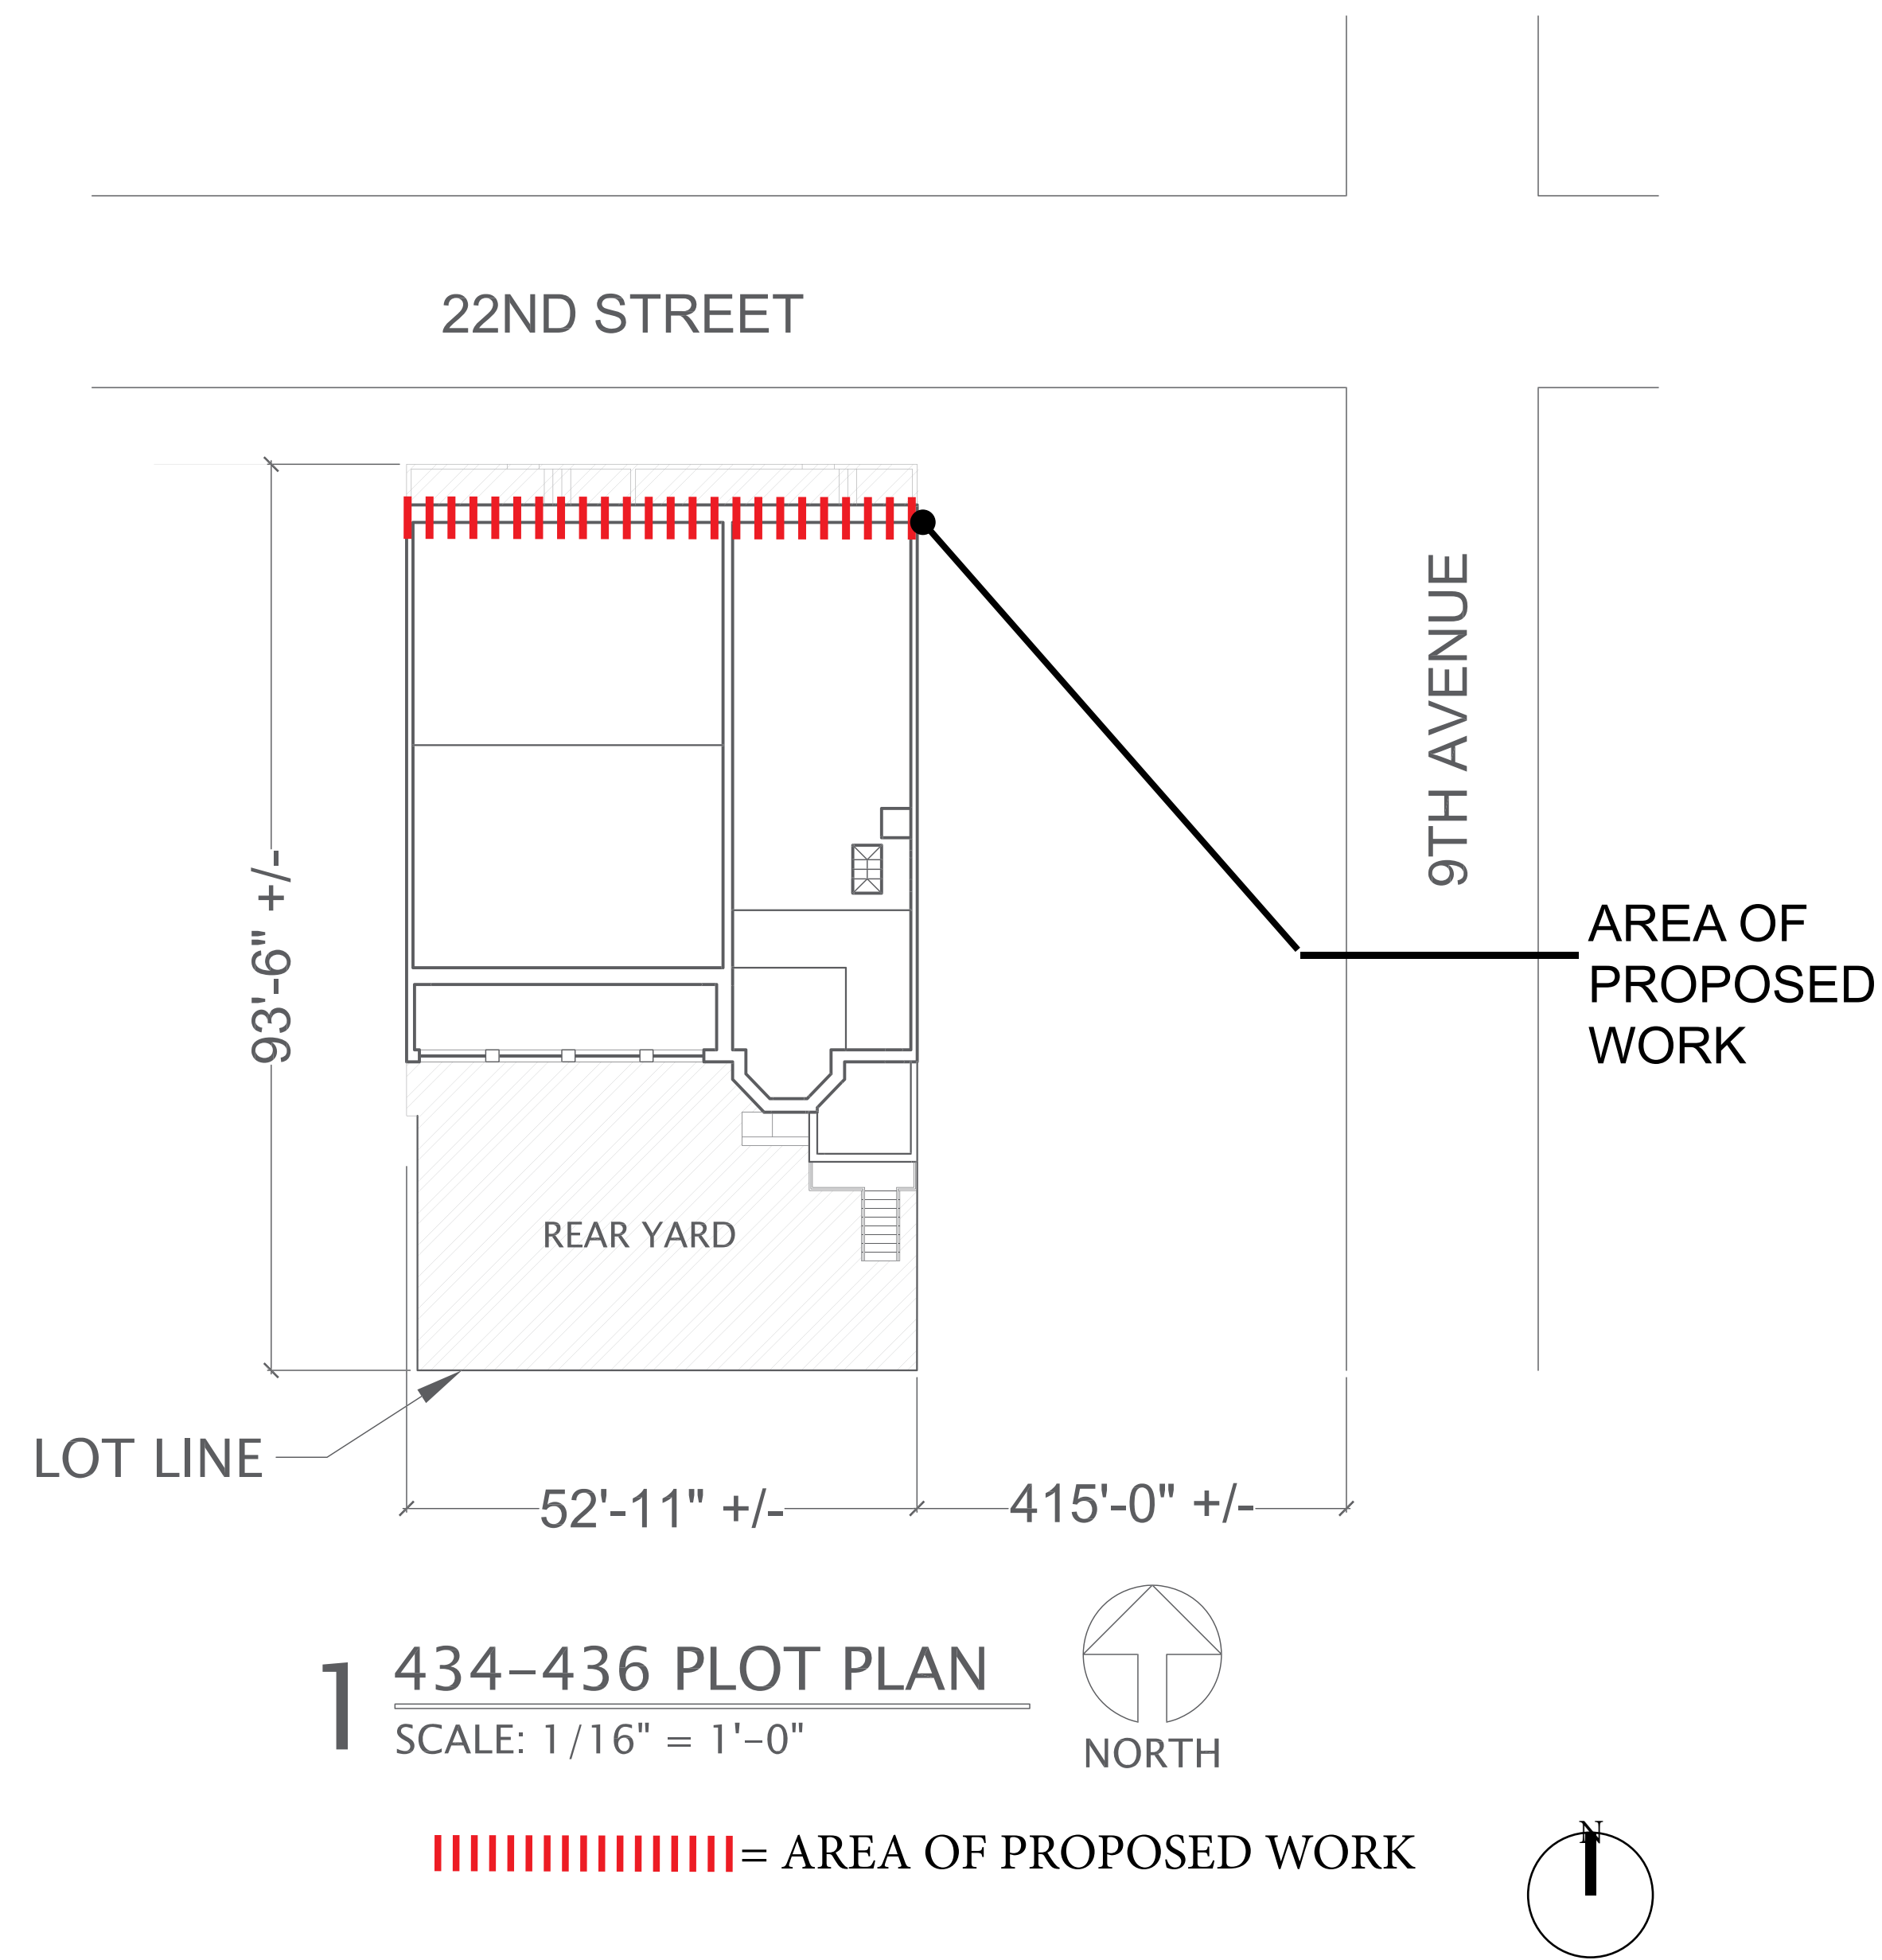 22ND STREET
9TH AVENUE
93'-6" +/-
AREA OF
PROPOSED
WORK
REAR YARD
LOT LINE
52'-11" +/-
415'-0" +/-
1
434-436 PLOT PLAN
SCALE: 1/16" = 1'-0"
NORTH
= AREA OF PROPOSED WORK
N